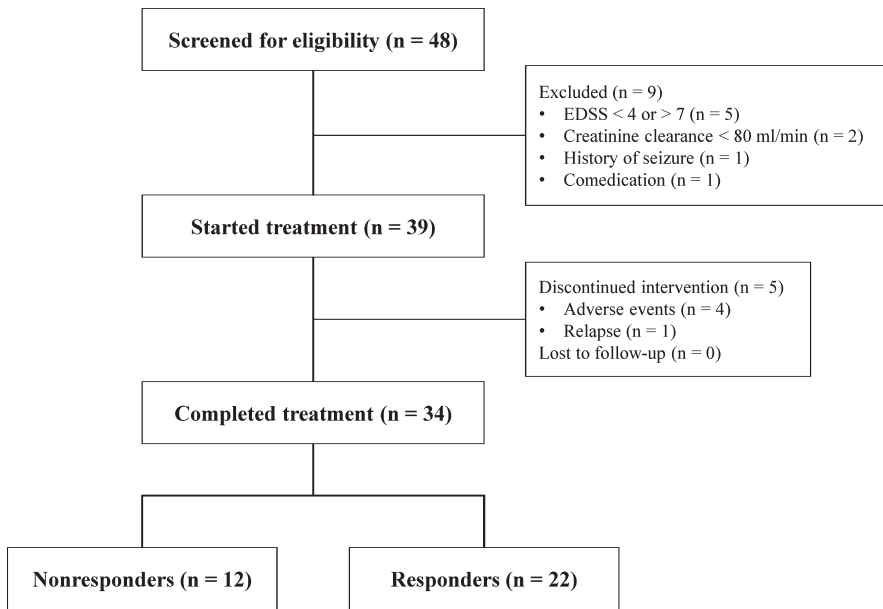 Screened for eligibility (n = 48)
Excluded (n = 9)
• EDSS < 4 or > 7 (n = 5)
• Creatinine clearance < 80 ml/min (n = 2)
• History of seizure (n = 1)
• Comedication (n = 1)
Started treatment (n = 39)
Discontinued intervention (n = 5)
• Adverse events (n = 4)
• Relapse (n = 1)
Lost to follow-up (n = 0)
Completed treatment (n = 34)
Nonresponders (n = 12)
Responders (n = 22)